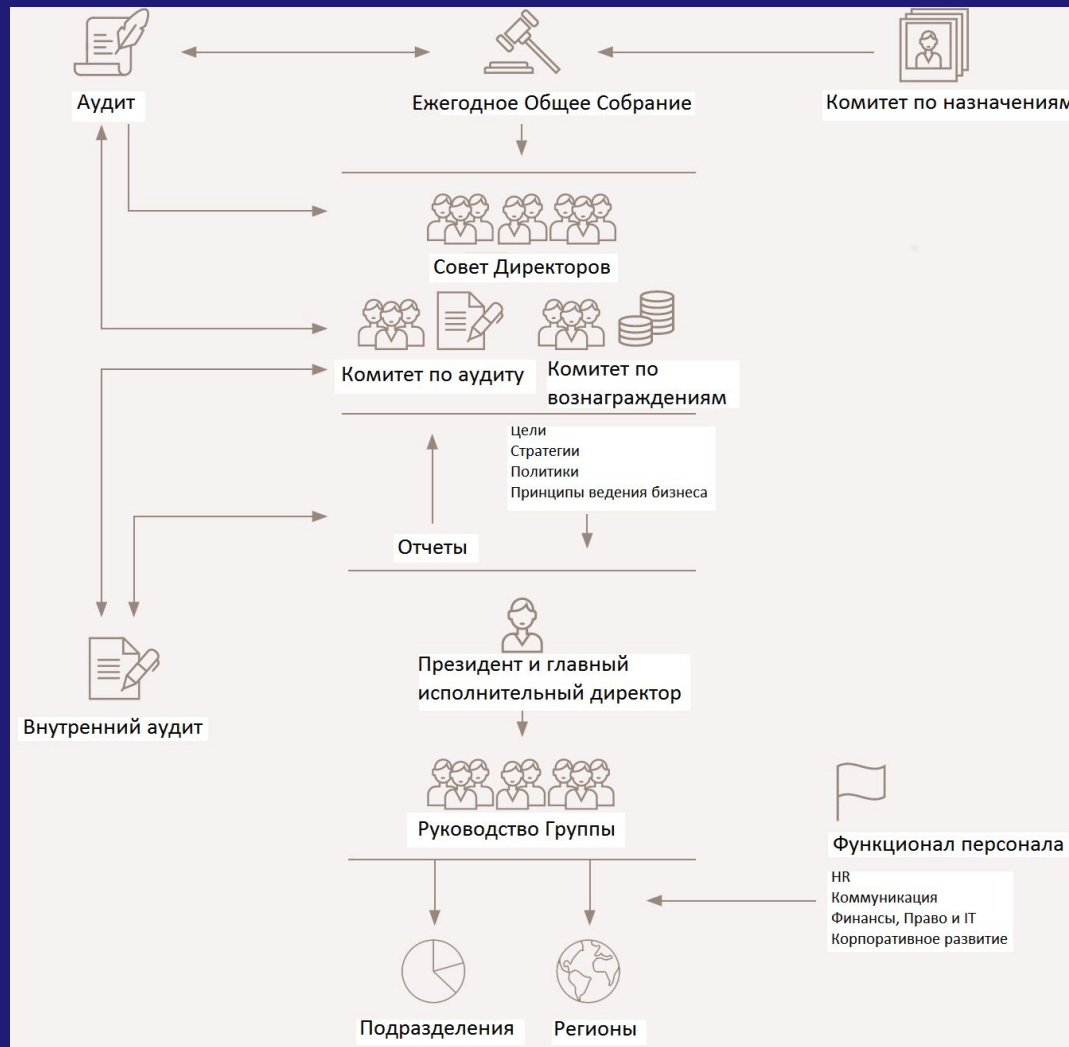 Аудит
Ежегодное Общее Собрание
Комитет по назначениям
Совет Директоров
Комитет по аудиту
Комитет по
вознаграждениям
Цели
Стратегии
Политики
Принципы ведения бизнеса
Отчеты
Президент и главный
исполнительный директор
Внутренний аудит
Руководство Группы
Функционал персонала
HR
Коммуникация
Финансы, Право и IT
Корпоративное развитие
Подразделения
Регионы